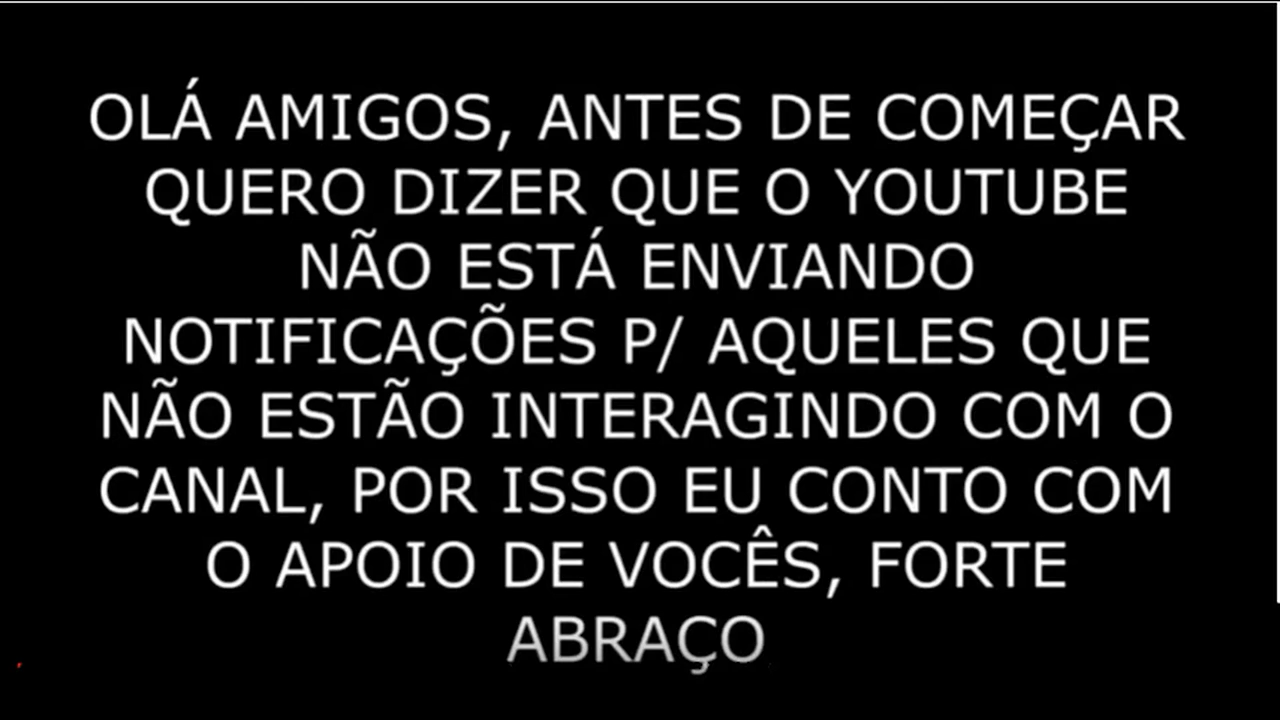 OLÁ AMIGOS, ANTES DE COMEÇAR
QUERO DIZER QUE O YOUTUBE
NÃO ESTÁ ENVIANDO
NOTIFICAÇÕES P/ AQUELES QUE
NÃO ESTÃO INTERAGINDO COM O
CANAL, POR ISSO EU CONTO COM
O APOIO DE VOCÊS, FORTE
ABRAÇO